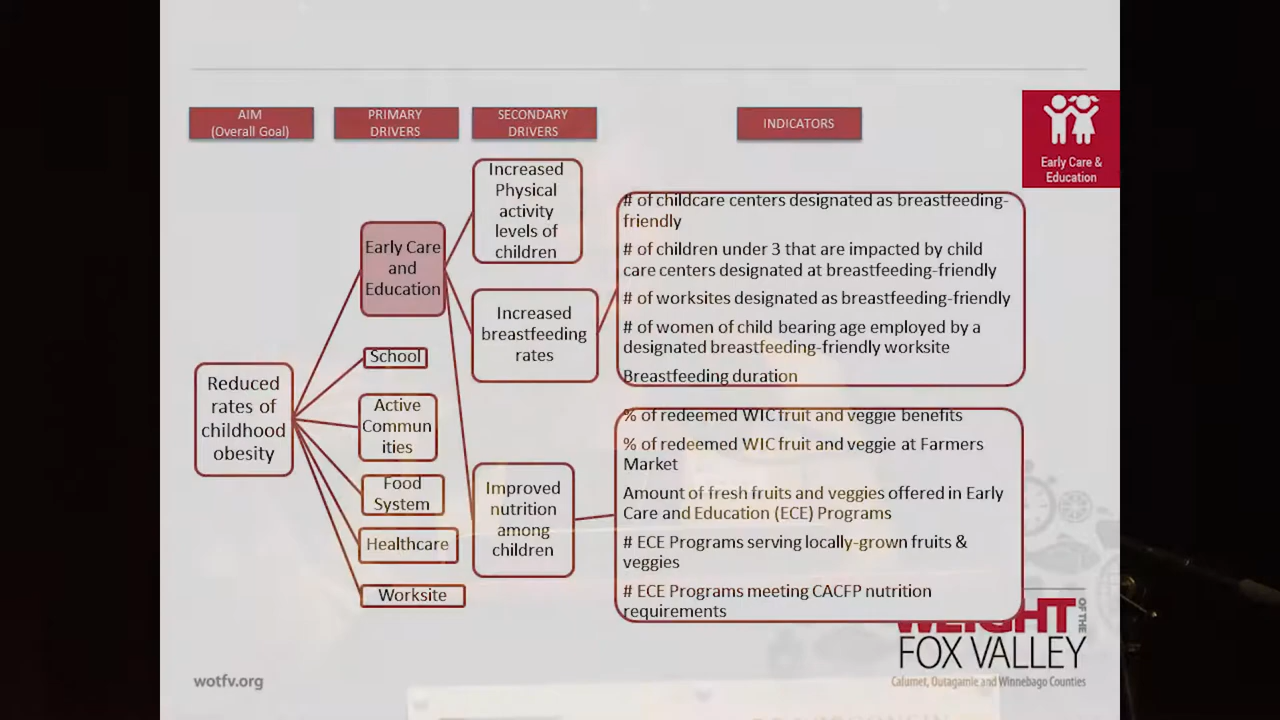 AIM
(Overall Goal)
PRIMARY
DRIVERS
SECONDARY
DRIVERS
INDICATORS
Early Care &
Education
Reduced
rates of
childhood
obesity
Early Care
and
Education
School
Active
Commun
ities
Food
System
Healthcare
Worksite
Increased
Physical
activity
levels of
children
Increased
breastfeeding
rates
Improved
nutrition
among
children
# of childcare centers designated as breastfeeding-
friendly
# of children under 3 that are impacted by child
care centers designated at breastfeeding-friendly
# of worksites designated as breastfeeding-friendly
# of women of child bearing age employed by a
designated breastfeeding-friendly worksite
Breastfeeding duration
% of redeemed WIC fruit and veggie benefits
% of redeemed WIC fruit and veggie at Farmers
Market
Amount of fresh fruits and veggies offered in Early
Care and Education (ECE) Programs
# ECE Programs serving locally-grown fruits &
veggies
# ECE Programs meeting CACFP nutrition
requirements
WEIGHT
OF THE
FOX VALLEY
Calumet, Outagamie and Winnebago Counties
wotfv.org